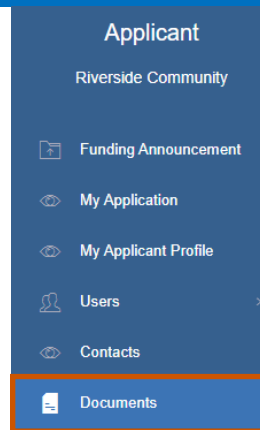 Applicant
Riverside Community
Funding Announcement
My Application
My Applicant Profile
Users
Contacts
Documents